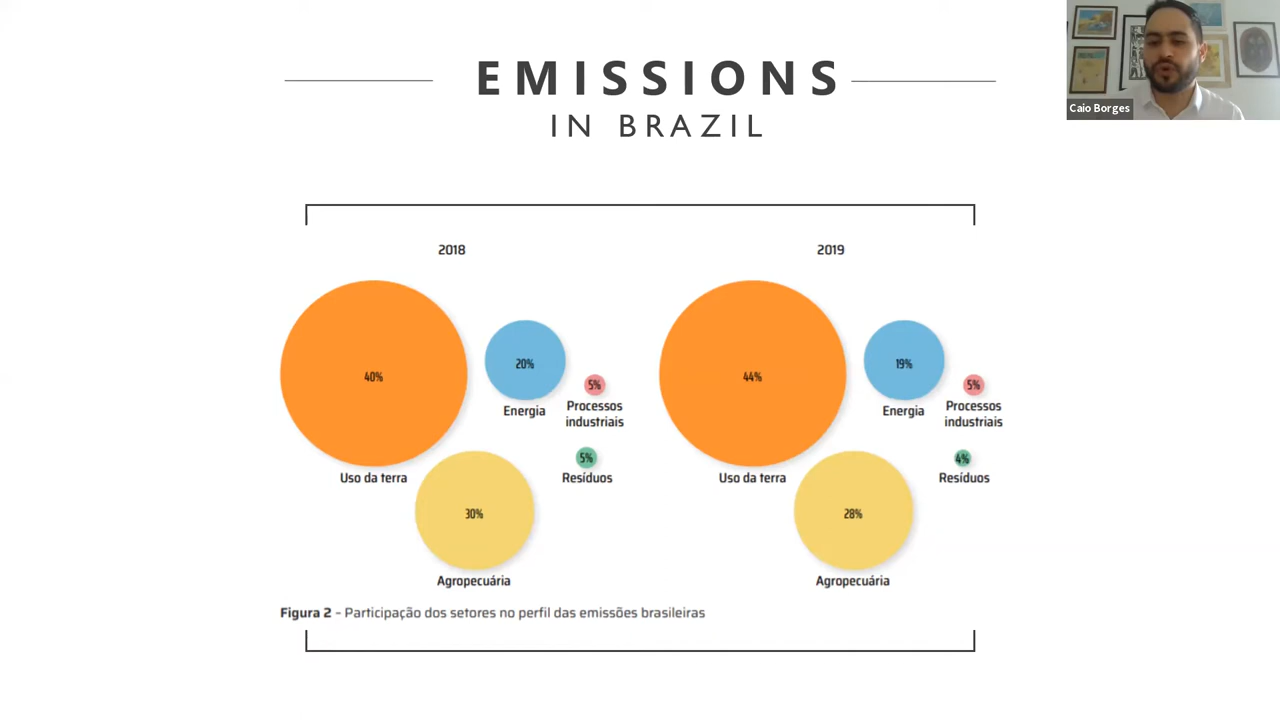 EMISSIONS
IN BRAZIL
Caio Borges
2018
40%
20%
Energia
5%
Processos
industriais
Uso da terra
5%
Resíduos
30%
Agropecuária
2019
44%
19%
Energia
5%
Processos
industriais
Uso da terra
4%
Resíduos
28%
Agropecuária
Figura 2 – Participação dos setores no perfil das emissões brasileiras